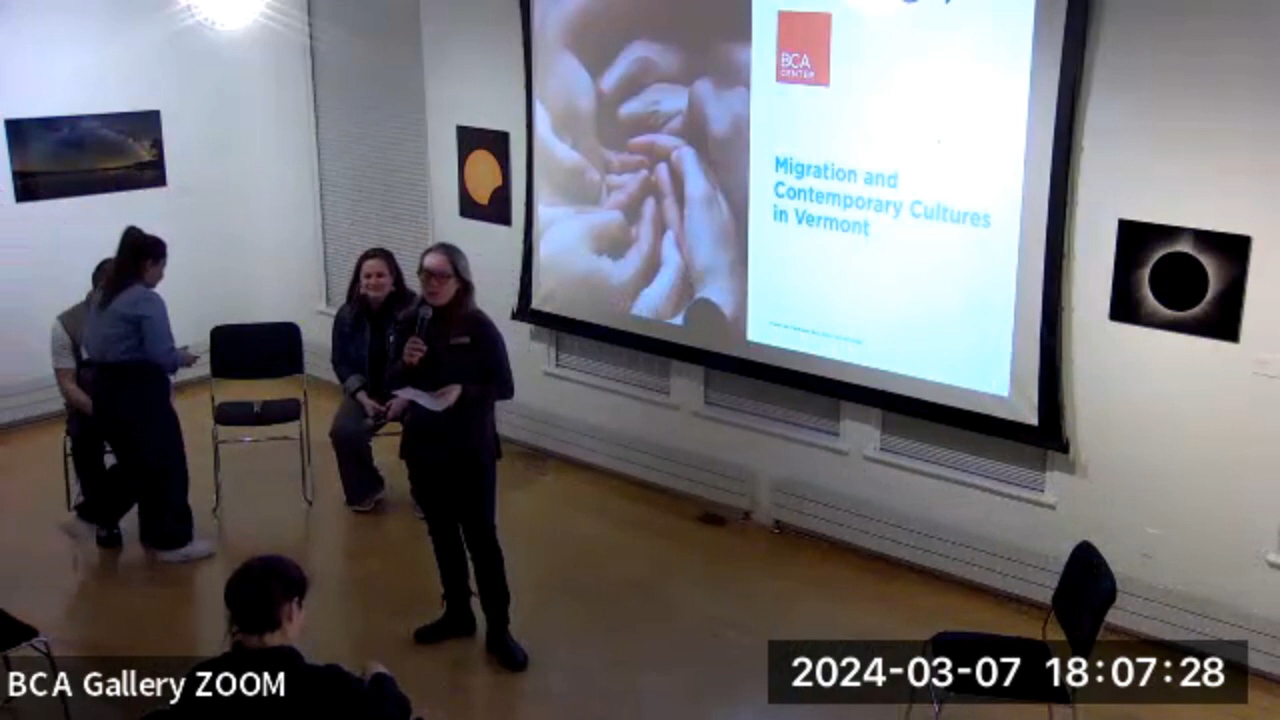 BCA
CENTER
Migration and
Contemporary Cultures
in Vermont
BCA Gallery ZOOM
2024-03-07 18:07:28